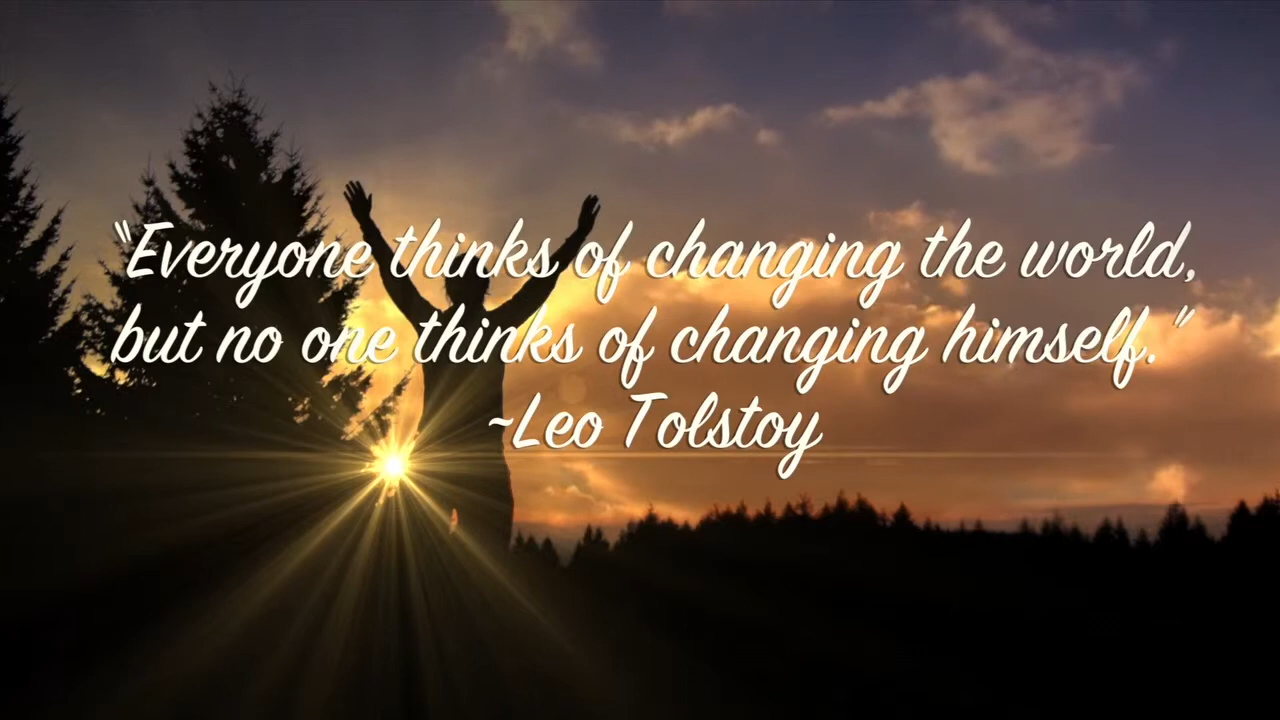 "Everyone thinks of changing the world,
but no one thinks of changing himself."
~Leo Tolstoy